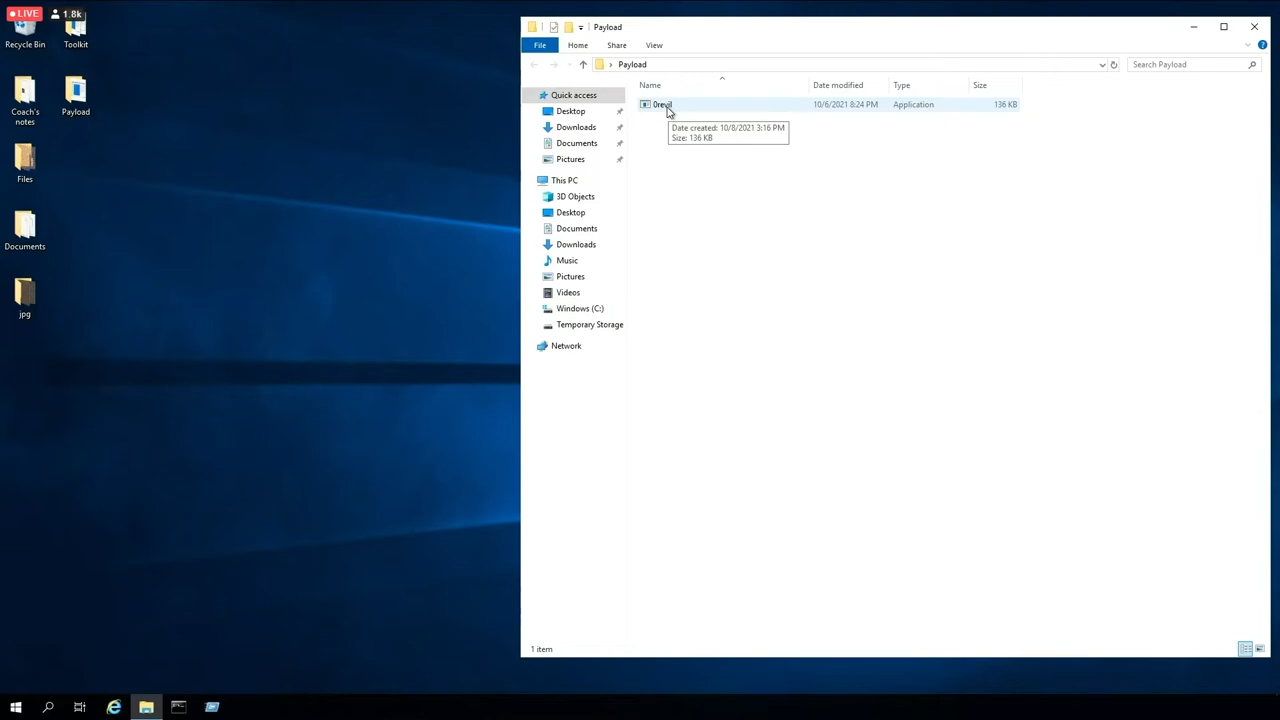 LIVE 1.8k
Recycle Bin
Toolkit
Coach's
notes
Payload
Files
Documents
jpg
Payload
File Home Share View
Payload
Search Payload
Name Date modified Type Size
Quick access
0revil 10/6/2021 8:24 PM Application 136 KB
Date created: 10/8/2021 3:16 PM
Size: 136 KB
Desktop
Downloads
Documents
Pictures
This PC
3D Objects
Desktop
Documents
Downloads
Music
Pictures
Videos
Windows (C:)
Temporary Storage
Network
1 item